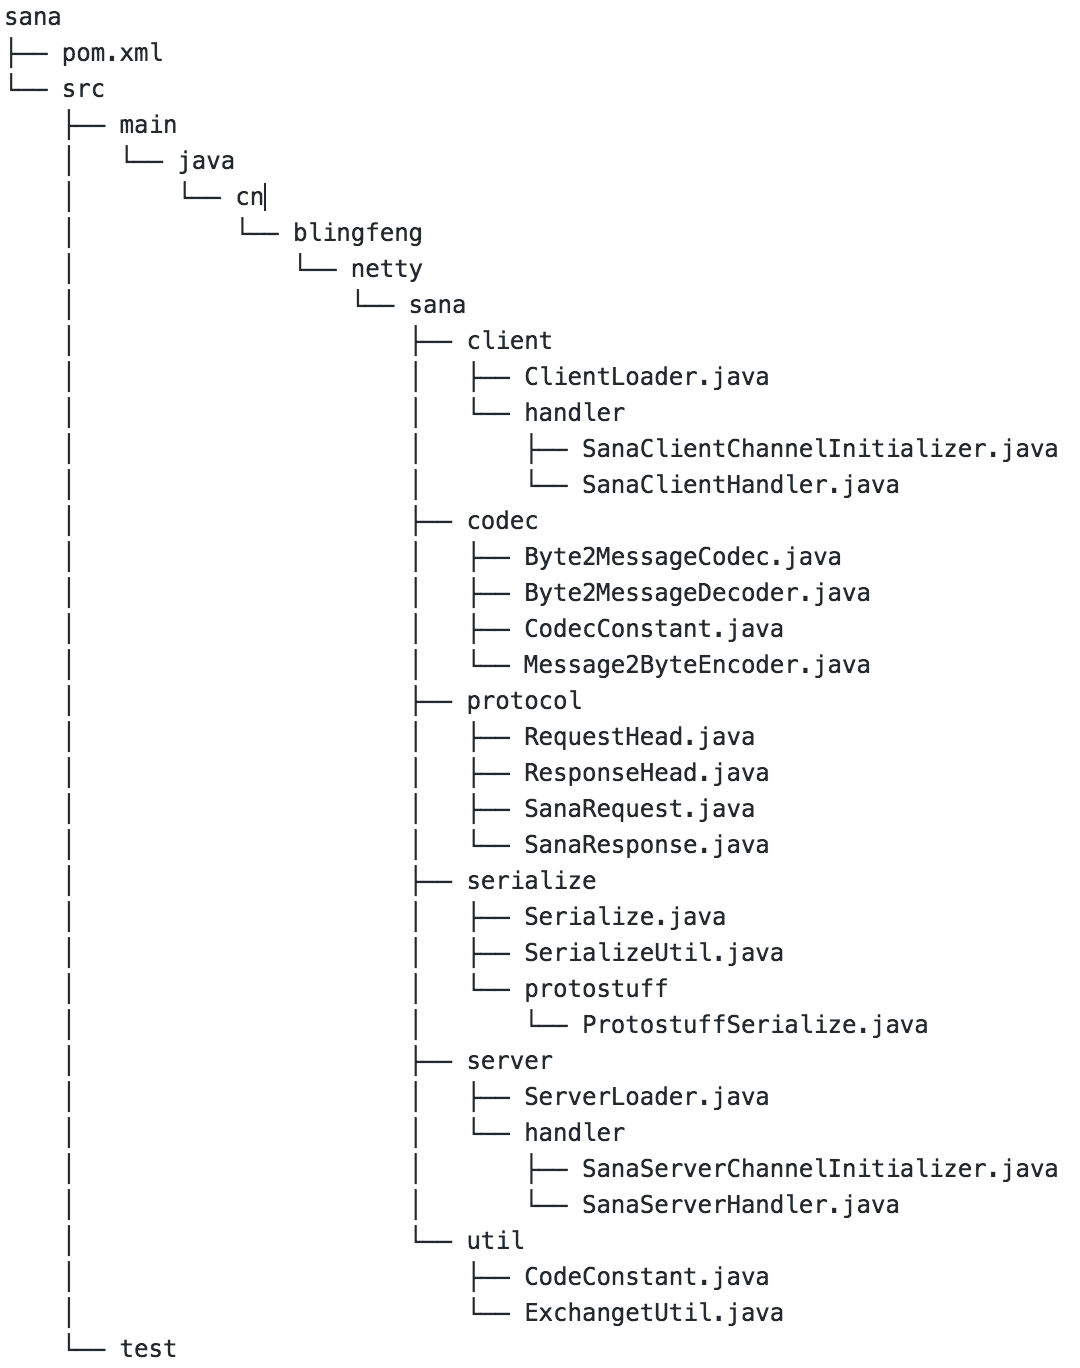 sana
├── pom.xml
└── src
    ├── main
    │   └── java
    │       └── cn
    │           └── blingfeng
    │               └── netty
    │                   └── sana
    │                       ├── client
    │                       │   ├── ClientLoader.java
    │                       │   └── handler
    │                       │       ├── SanaClientChannelInitializer.java
    │                       │       └── SanaClientHandler.java
    │                       ├── codec
    │                       │   ├── Byte2MessageCodec.java
    │                       │   ├── Byte2MessageDecoder.java
    │                       │   ├── CodecConstant.java
    │                       │   └── Message2ByteEncoder.java
    │                       ├── protocol
    │                       │   ├── RequestHead.java
    │                       │   ├── ResponseHead.java
    │                       │   ├── SanaRequest.java
    │                       │   └── SanaResponse.java
    │                       ├── serialize
    │                       │   ├── Serialize.java
    │                       │   ├── SerializeUtil.java
    │                       │   └── protostuff
    │                       │       └── ProtostuffSerialize.java
    │                       ├── server
    │                       │   ├── ServerLoader.java
    │                       │   └── handler
    │                       │       ├── SanaServerChannelInitializer.java
    │                       │       └── SanaServerHandler.java
    │                       └── util
    │                           ├── CodeConstant.java
    │                           └── ExchangetUtil.java
    └── test